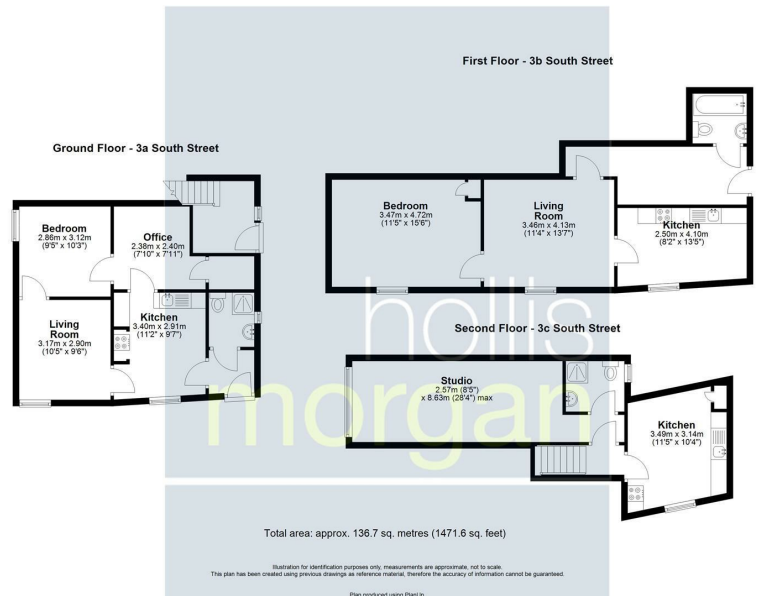 First Floor - 3b South Street
Ground Floor - 3a South Street
Bedroom
2.86m x 3.12m
(9'5" x 10'3")
Office
2.38m x 2.40m
(7'10" x 7'11")
Living
Room
3.17m x 2.90m
(10'5" x 9'6")
Kitchen
3.40m x 2.91m
(11'2" x 9'7")
Bedroom
3.47m x 4.72m
(11'5" x 15'6")
Living
Room
3.46m x 4.13m
(11'4" x 13'7")
Kitchen
2.50m x 4.10m
(8'2" x 13'5")
hollis
morgan
Second Floor - 3c South Street
Studio
2.57m (8'5")
x 8.63m (28'4") max
Kitchen
3.49m x 3.14m
(11'5" x 10'4")
Total area: approx. 136.7 sq. metres (1471.6 sq. feet)
Illustration for identification purposes only, measurements are approximate, not to scale.
This plan has been created using previous drawings as reference material, therefore the accuracy of information cannot be guaranteed.
Plan produced using PlanUp.